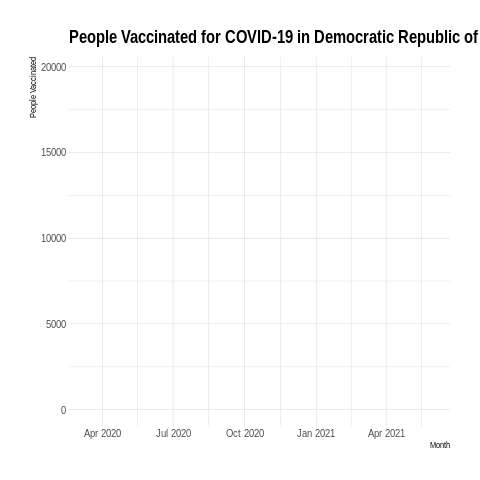 People Vaccinated for COVID-19 in Democratic Republic of
People Vaccinated
20000
15000
10000
5000
0
Apr 2020 Jul 2020 Oct 2020 Jan 2021 Apr 2021
Month